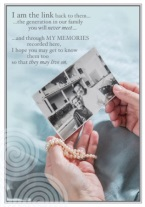 I am the link back to them...
...the generation in our family
you will never meet...
...and through MY MEMORIES
recorded here,
I hope you may get to know
them too
so that they may live on.